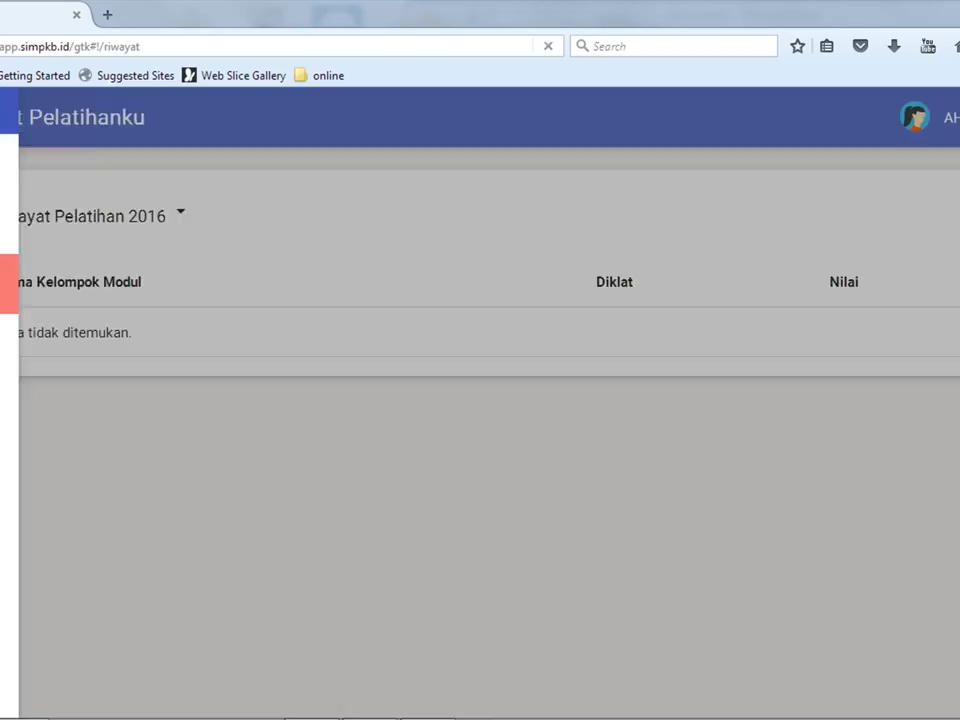 app.simpkb.id/gtk#!/riwayat
Search
Getting Started
Suggested Sites
Web Slice Gallery
online
t Pelatihanku
AH
ayat Pelatihan 2016
ma Kelompok Modul
Diklat
Nilai
a tidak ditemukan.